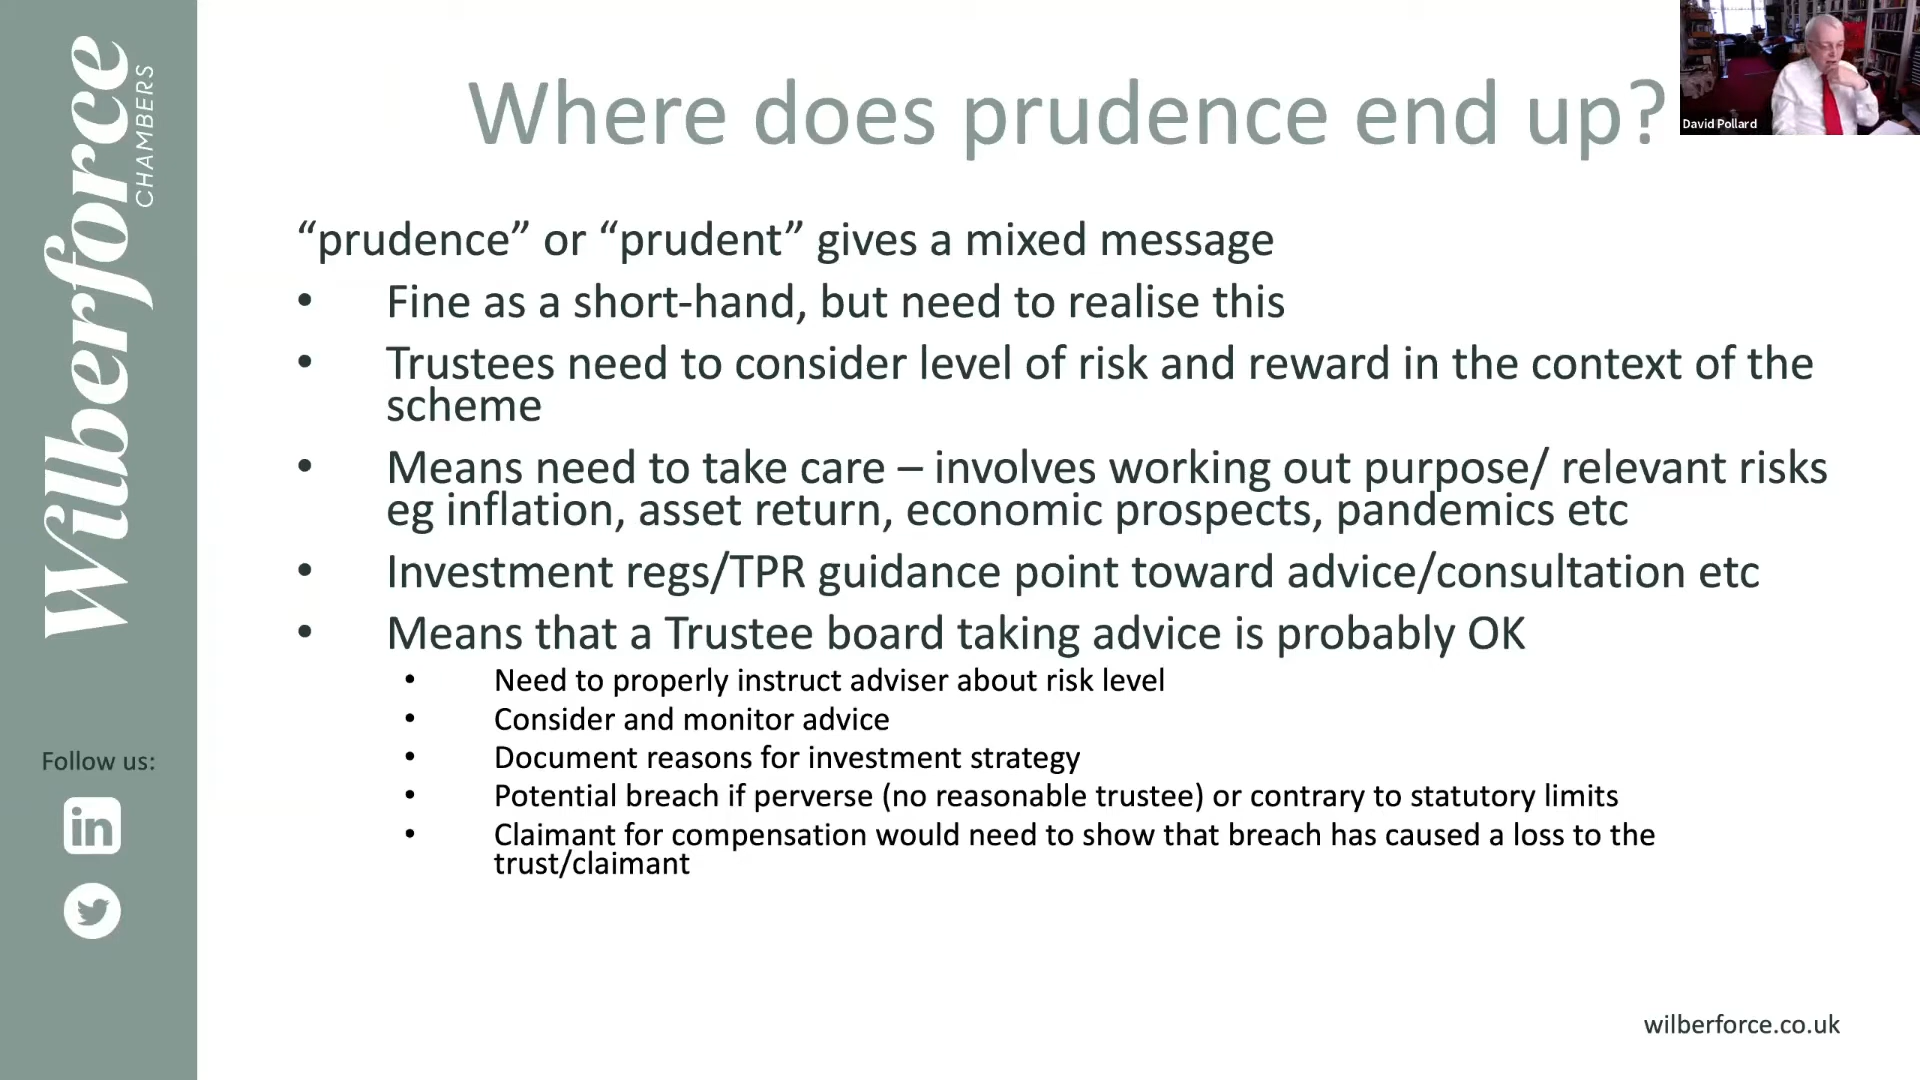 Wilberforce
CHAMBERS
Follow us:
in
Where does prudence end up?
David Pollard
“prudence” or “prudent” gives a mixed message
• Fine as a short-hand, but need to realise this
• Trustees need to consider level of risk and reward in the context of the
scheme
• Means need to take care – involves working out purpose/ relevant risks
eg inflation, asset return, economic prospects, pandemics etc
• Investment regs/TPR guidance point toward advice/consultation etc
• Means that a Trustee board taking advice is probably OK
• Need to properly instruct adviser about risk level
• Consider and monitor advice
• Document reasons for investment strategy
• Potential breach if perverse (no reasonable trustee) or contrary to statutory limits
• Claimant for compensation would need to show that breach has caused a loss to the
trust/claimant
wilberforce.co.uk